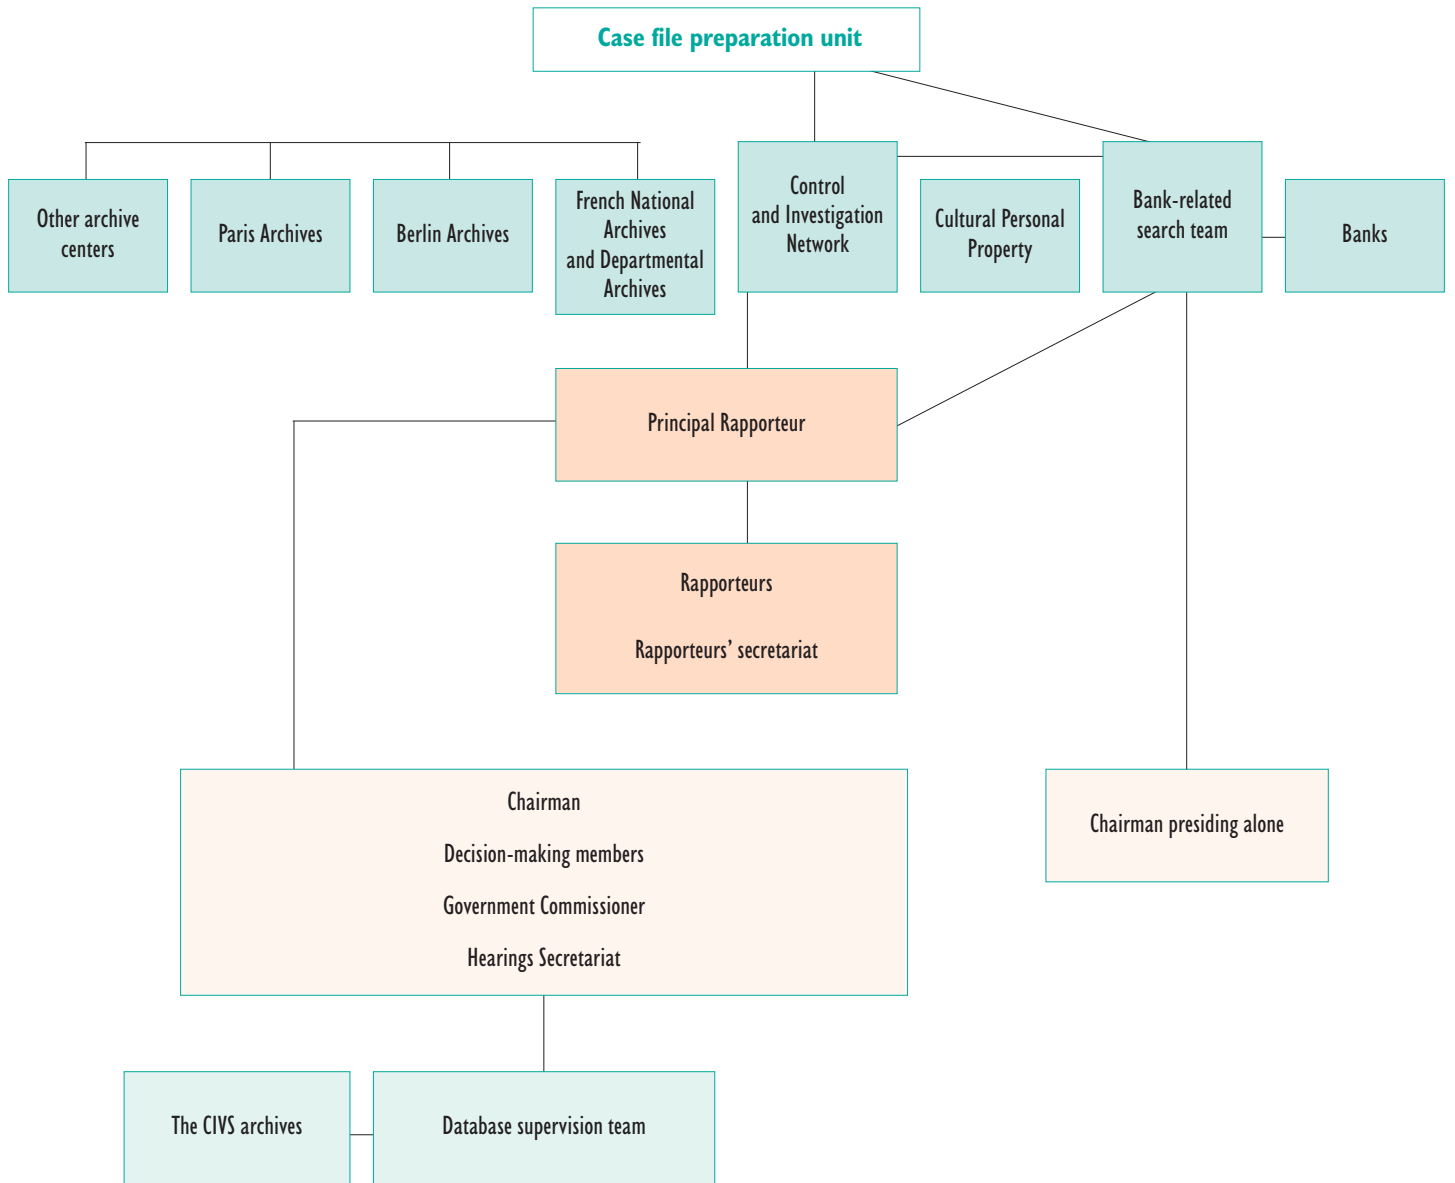 Case file preparation unit
Other archive
centers
Paris Archives
Berlin Archives
French National
Archives
and Departmental
Archives
Control
and Investigation
Network
Cultural Personal
Property
Bank-related
search team
Banks
Principal Rapporteur
Rapporteurs
Rapporteurs’ secretariat
Chairman
Decision-making members
Government Commissioner
Hearings Secretariat
Chairman presiding alone
The CIVS archives
Database supervision team